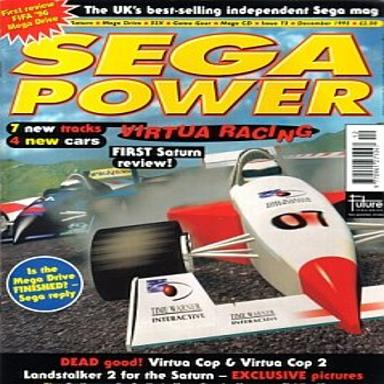 First review
FIFA '96
Mega Drive
The UK's best-selling independent Sega mag
Saturn • Mega Drive • 32X • Game Gear • Mega CD • Issue 73 • December 1995 • £2.50
SEGA
POWER
7 new tracks
4 new cars
VIRTUA RACING
FIRST Saturn
review!
Future
07
Is the
Mega Drive
FINISHED? –
Sega reply
TIME WARNER
INTERACTIVE
TIME WARNER
INTERACTIVE
DEAD good! Virtua Cop & Virtua Cop 2
Landstalker 2 for the Saturn – EXCLUSIVE pictures